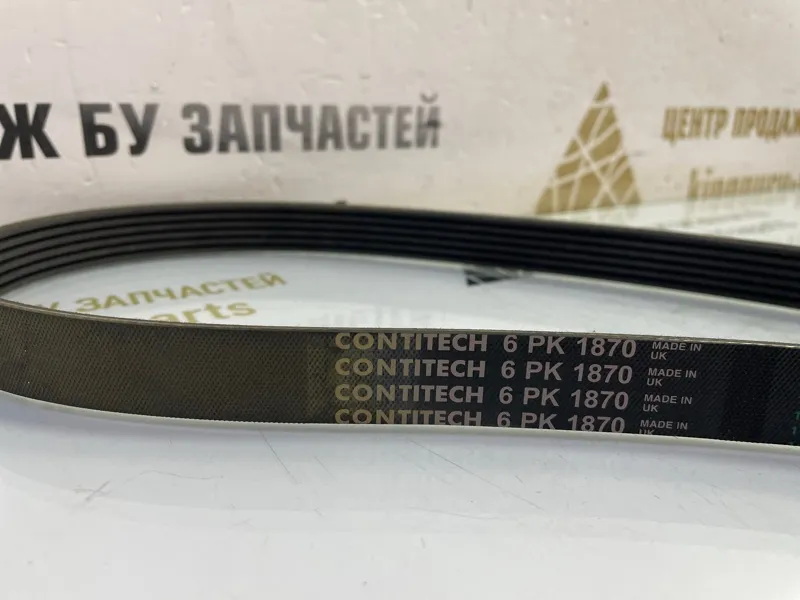 Ж БУ ЗАПЧАСТЕЙ
ЦЕНТР ПРОДАЖ
Ж ЗАПЧАСТЕЙ
arts
CONTITECH 6 PK 1870 MADE IN UK
CONTITECH 6 PK 1870 MADE IN UK
CONTITECH 6 PK 1870 MADE IN UK
CONTITECH 6 PK 1870 MADE IN UK